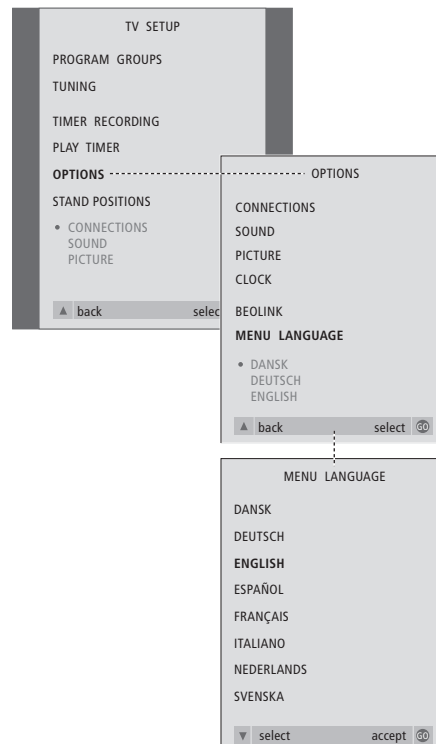 TV SETUP
PROGRAM GROUPS
TUNING
TIMER RECORDING
PLAY TIMER
OPTIONS
STAND POSITIONS
• CONNECTIONS
SOUND
PICTURE
▲ back selec
OPTIONS
CONNECTIONS
SOUND
PICTURE
CLOCK
BEOLINK
MENU LANGUAGE
• DANSK
DEUTSCH
ENGLISH
▲ back select GO
MENU LANGUAGE
DANSK
DEUTSCH
ENGLISH
ESPAÑOL
FRANÇAIS
ITALIANO
NEDERLANDS
SVENSKA
▼ select accept GO